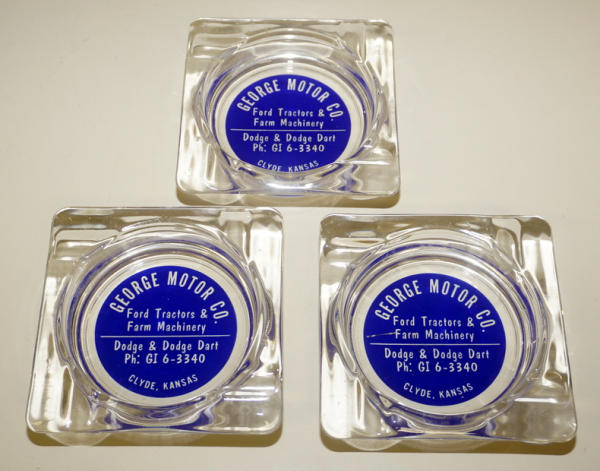 GEORGE MOTOR CO.
Ford Tractors &
Farm Machinery
Dodge & Dodge Dart
Ph: GI 6-3340
CLYDE, KANSAS
GEORGE MOTOR CO.
Ford Tractors &
Farm Machinery
Dodge & Dodge Dart
Ph: GI 6-3340
CLYDE, KANSAS
GEORGE MOTOR CO.
Ford Tractors &
Farm Machinery
Dodge & Dodge Dart
Ph: GI 6-3340
CLYDE, KANSAS